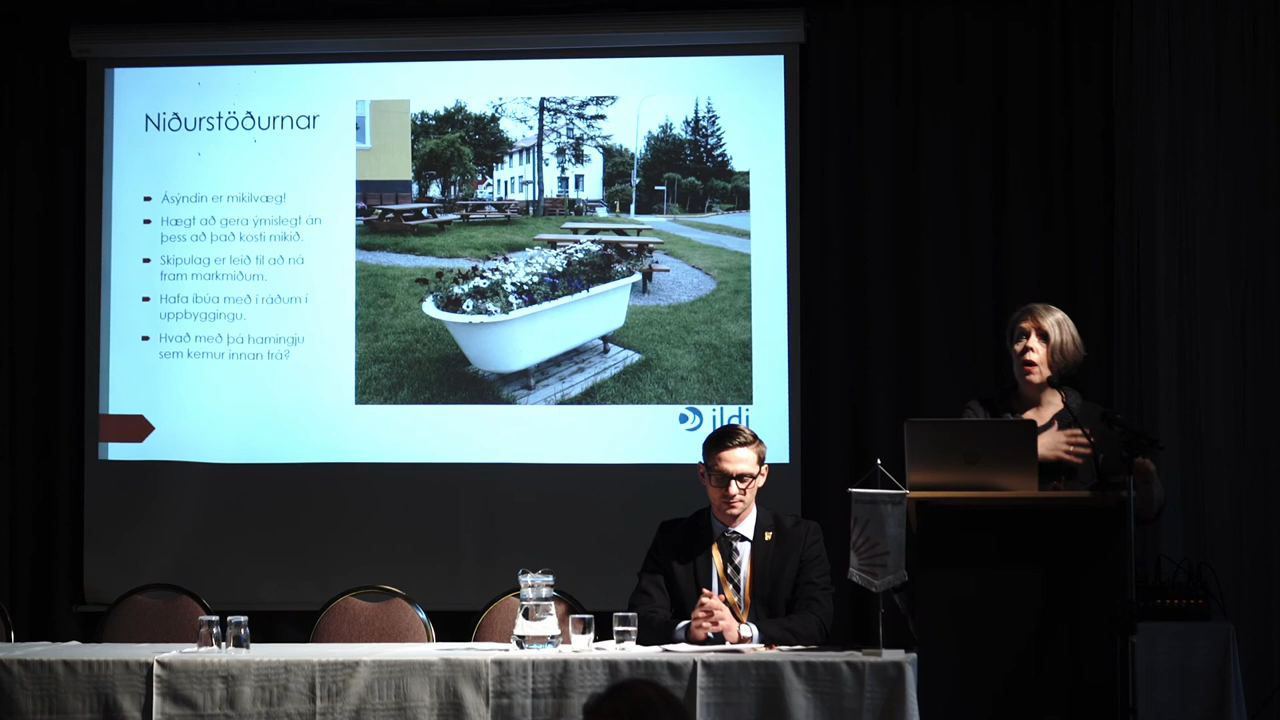 Niðurstöðurnar
Ásýndin er mikilvæg!
Hægt að gera ýmislegt án
þess að það kosti mikið.
Skipulag er leið til að ná
fram markmiðum.
Hafa íbúa með í ráðum í
uppbyggingu.
Hvað með þá hamingju
sem kemur innan frá?
ildi